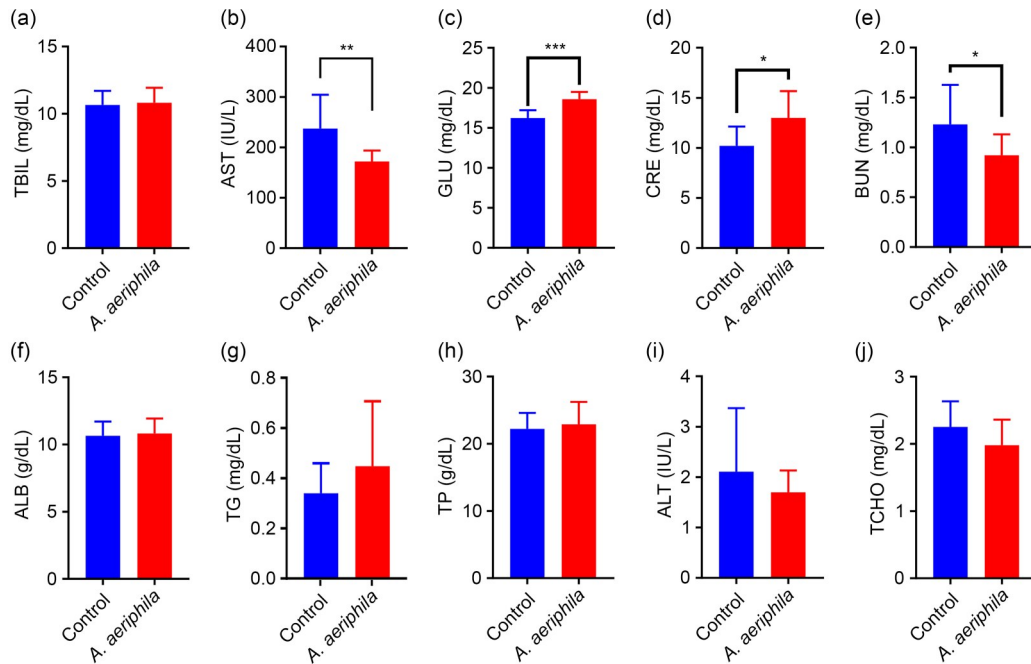 (a)
TBIL (mg/dL)
15
10
5
0
Control
A. aeriphila
(b)
AST (IU/L)
400
300
200
100
0
**
Control
A. aeriphila
(c)
GLU (mg/dL)
25
20
15
10
5
0
***
Control
A. aeriphila
(d)
CRE (mg/dL)
20
15
10
5
0
*
Control
A. aeriphila
(e)
BUN (mg/dL)
2.0
1.5
1.0
0.5
0.0
*
Control
A. aeriphila
(f)
ALB (g/dL)
15
10
5
0
Control
A. aeriphila
(g)
TG (mg/dL)
0.8
0.6
0.4
0.2
0.0
Control
A. aeriphila
(h)
TP (g/dL)
30
20
10
0
Control
A. aeriphila
(i)
ALT (IU/L)
4
3
2
1
0
Control
A. aeriphila
(j)
TCHO (mg/dL)
3
2
1
0
Control
A. aeriphila